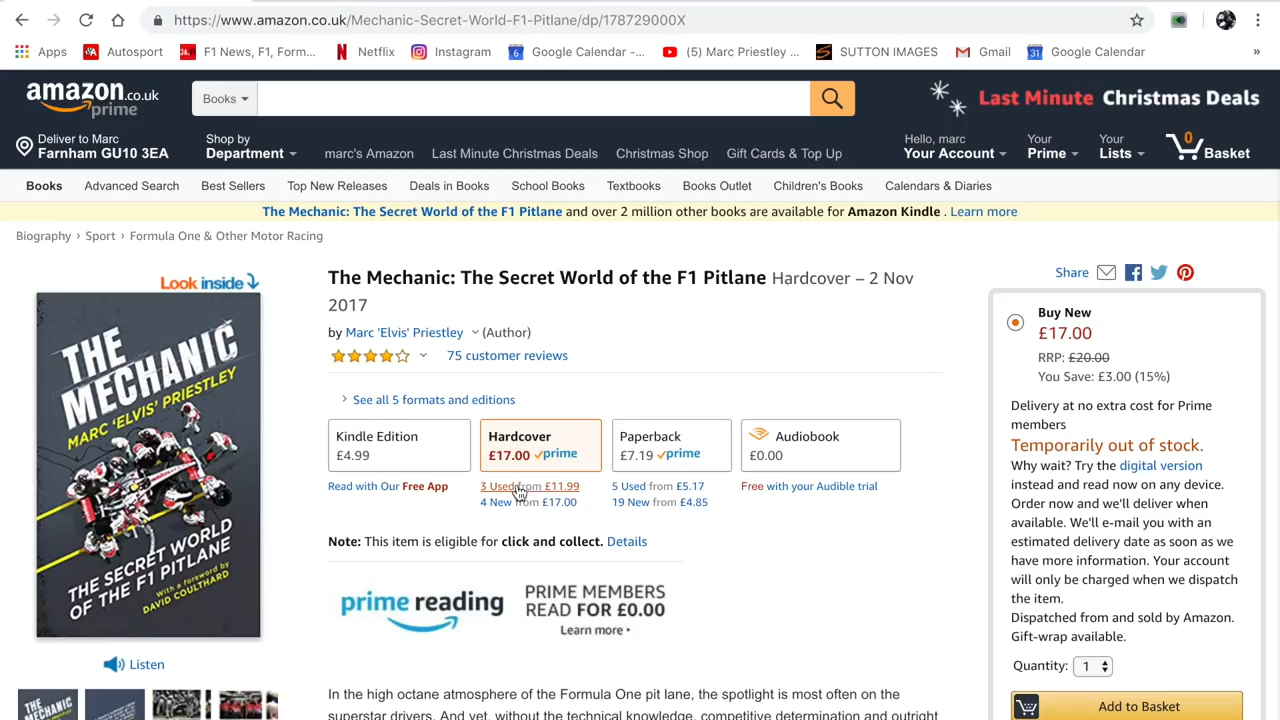 https://www.amazon.co.uk/Mechanic-Secret-World-F1-Pitlane/dp/178729000X
Apps Autosport F1 News, F1, Form... Netflix Instagram Google Calendar -... (5) Marc Priestley ... SUTTON IMAGES Gmail Google Calendar »
amazon.co.uk
prime
Books
Last Minute Christmas Deals
Deliver to Marc
Farnham GU10 3EA
Shop by
Department
marc's Amazon Last Minute Christmas Deals Christmas Shop Gift Cards & Top Up
Hello, marc
Your Account
Your
Prime
Your
Lists
0
Basket
Books Advanced Search Best Sellers Top New Releases Deals in Books School Books Textbooks Books Outlet Children's Books Calendars & Diaries
The Mechanic: The Secret World of the F1 Pitlane and over 2 million other books are available for Amazon Kindle . Learn more
Biography › Sport › Formula One & Other Motor Racing
Look inside
THE
MECHANIC
MARC 'ELVIS' PRIESTLEY
THE SECRET WORLD
OF THE F1 PITLANE
With a foreword by
DAVID COULTHARD
Listen
THE
MECHANIC
The Mechanic: The Secret World of the F1 Pitlane Hardcover – 2 Nov
2017
by Marc 'Elvis' Priestley (Author)
75 customer reviews
› See all 5 formats and editions
Kindle Edition
£4.99
Read with Our Free App
Hardcover
£17.00 prime
3 Used from £11.99
4 New from £17.00
Paperback
£7.19 prime
5 Used from £5.17
19 New from £4.85
Audiobook
£0.00
Free with your Audible trial
Note: This item is eligible for click and collect. Details
prime reading
PRIME MEMBERS
READ FOR £0.00
Learn more ›
In the high octane atmosphere of the Formula One pit lane, the spotlight is most often on the
superstar drivers. And yet, without the technical knowledge, competitive determination and outright
Share
Buy New
£17.00
RRP: £20.00
You Save: £3.00 (15%)
Delivery at no extra cost for Prime
members
Temporarily out of stock.
Why wait? Try the digital version
instead and read now on any device.
Order now and we'll deliver when
available. We'll e-mail you with an
estimated delivery date as soon as we
have more information. Your account
will only be charged when we dispatch
the item.
Dispatched from and sold by Amazon.
Gift-wrap available.
Quantity: 1
Add to Basket